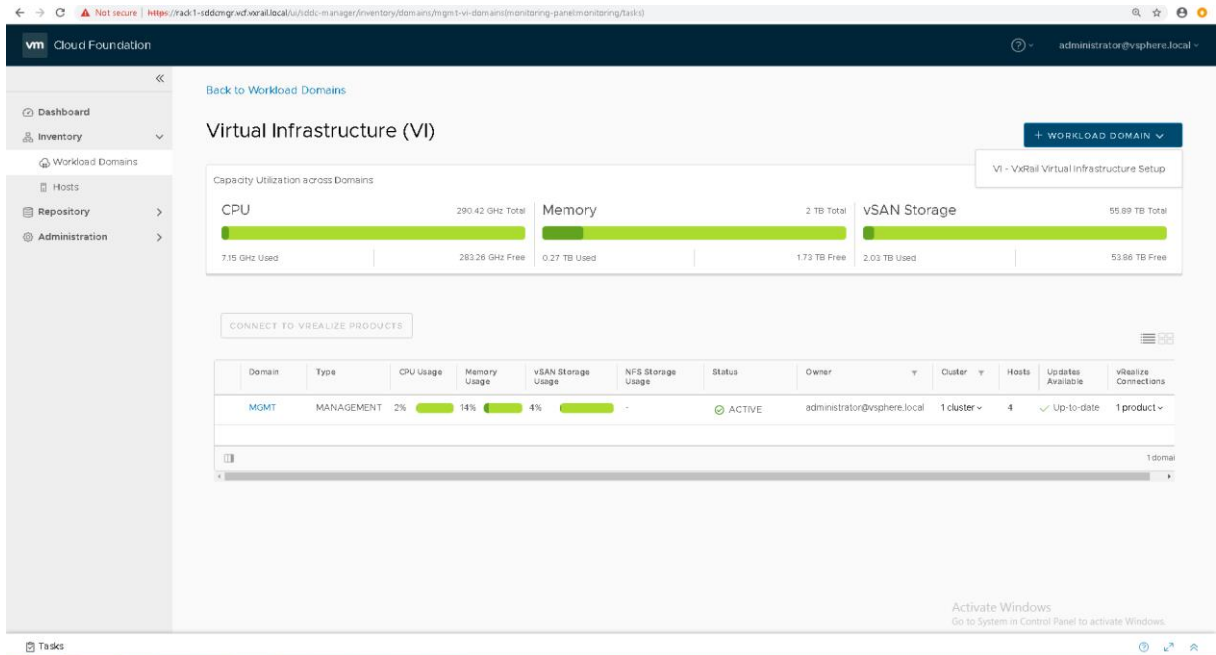 Not secure | https://rack1-sddcmgr.vcf.vxrail.local/ui/sddc-manager/inventory/domains/mgmt-vi-domains(monitoring-panel:monitoring/tasks)
vm Cloud Foundation
administrator@vsphere.local
Dashboard
Inventory
Workload Domains
Hosts
Repository
Administration
Back to Workload Domains
Virtual Infrastructure (VI)
+ WORKLOAD DOMAIN
VI - VxRail Virtual Infrastructure Setup
Capacity Utilization across Domains
CPU 290.42 GHz Total
7.15 GHz Used 283.26 GHz Free
Memory 2 TB Total
0.27 TB Used 1.73 TB Free
vSAN Storage 55.89 TB Total
2.03 TB Used 53.86 TB Free
CONNECT TO VREALIZE PRODUCTS
Domain Type CPU Usage Memory Usage vSAN Storage Usage NFS Storage Usage Status Owner Cluster Hosts Updates Available vRealize Connections
MGMT MANAGEMENT 2% 14% 4% - ACTIVE administrator@vsphere.local 1 cluster 4 Up-to-date 1 product
1 domai
Activate Windows
Go to System in Control Panel to activate Windows.
Tasks